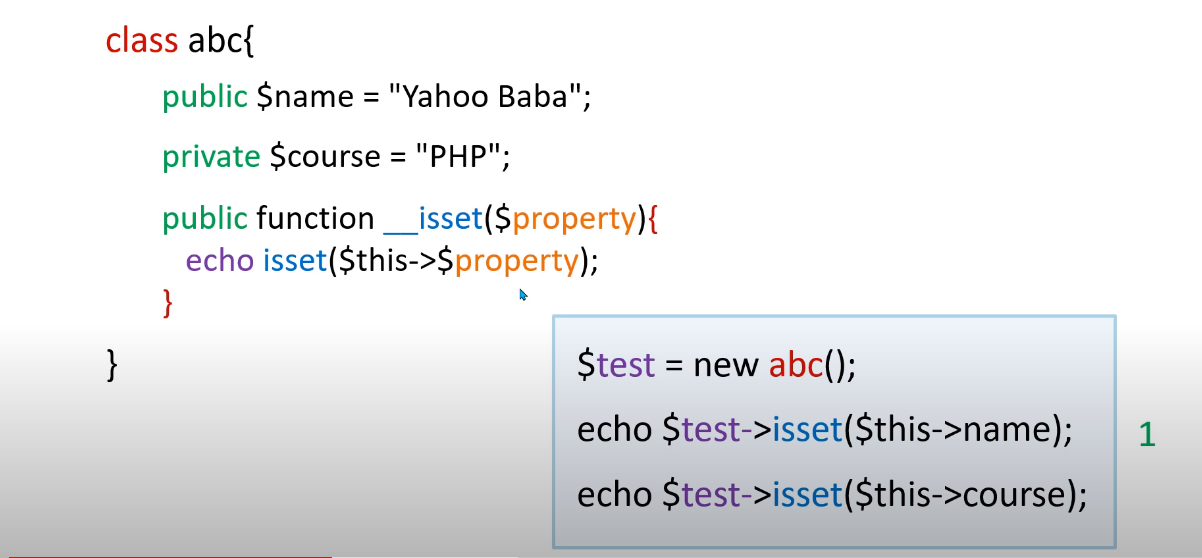 class abc{
public $name = "Yahoo Baba";
private $course = "PHP";
public function __isset($property){
echo isset($this->$property);
}
}
$test = new abc();
echo $test->isset($this->name);
1
echo $test->isset($this->course);